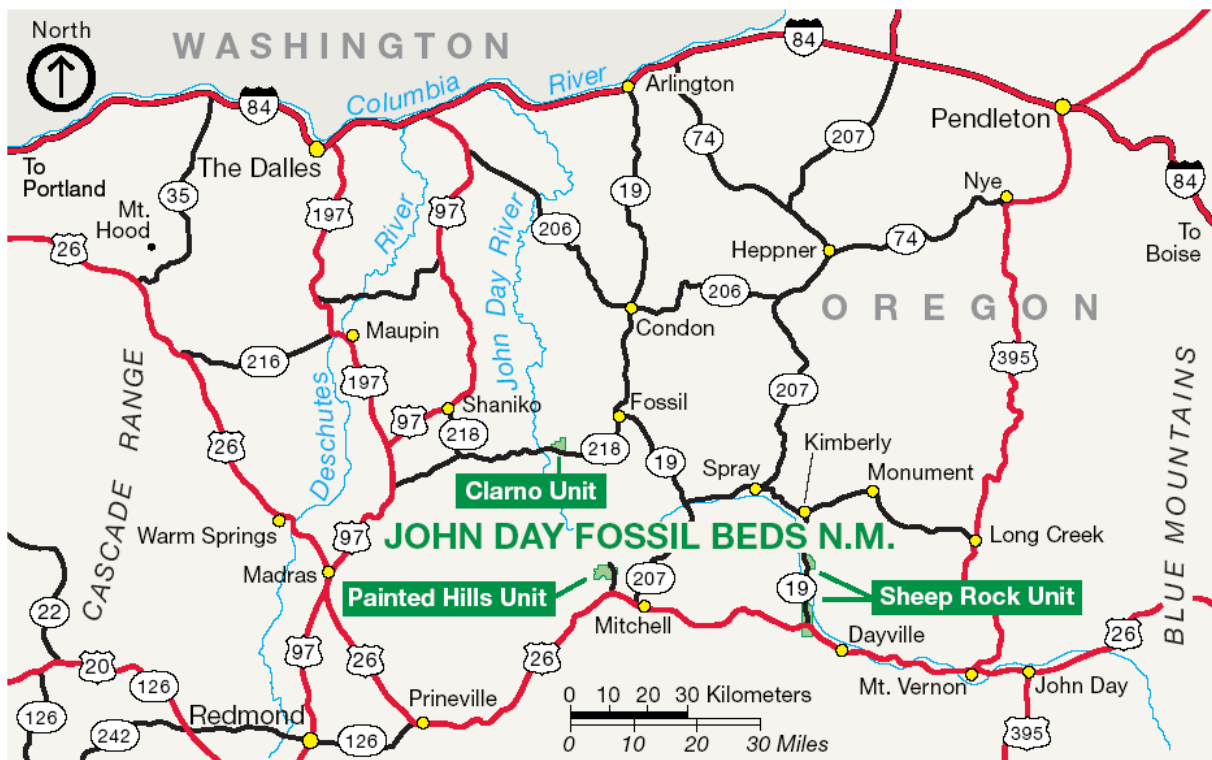 North
WASHINGTON
84
Columbia
River
Arlington
84
74
207
Pendleton
84
The Dalles
To
Portland
35
Mt.
Hood
26
197
River
97
John Day River
206
19
Nye
84
To
Boise
Heppner
74
206
Condon
OREGON
Maupin
216
197
Deschutes
CASCADE RANGE
395
BLUE MOUNTAINS
207
Shaniko
97
218
Fossil
218
19
Kimberly
26
Spray
Monument
Clarno Unit
Warm Springs
97
JOHN DAY FOSSIL BEDS N.M.
Long Creek
Madras
Painted Hills Unit
207
19
Sheep Rock Unit
22
Mitchell
Dayville
26
97
26
26
20
126
Mt. Vernon
John Day
Prineville
0 10 20 30 Kilometers
0 10 20 30 Miles
126
Redmond
242
126
395